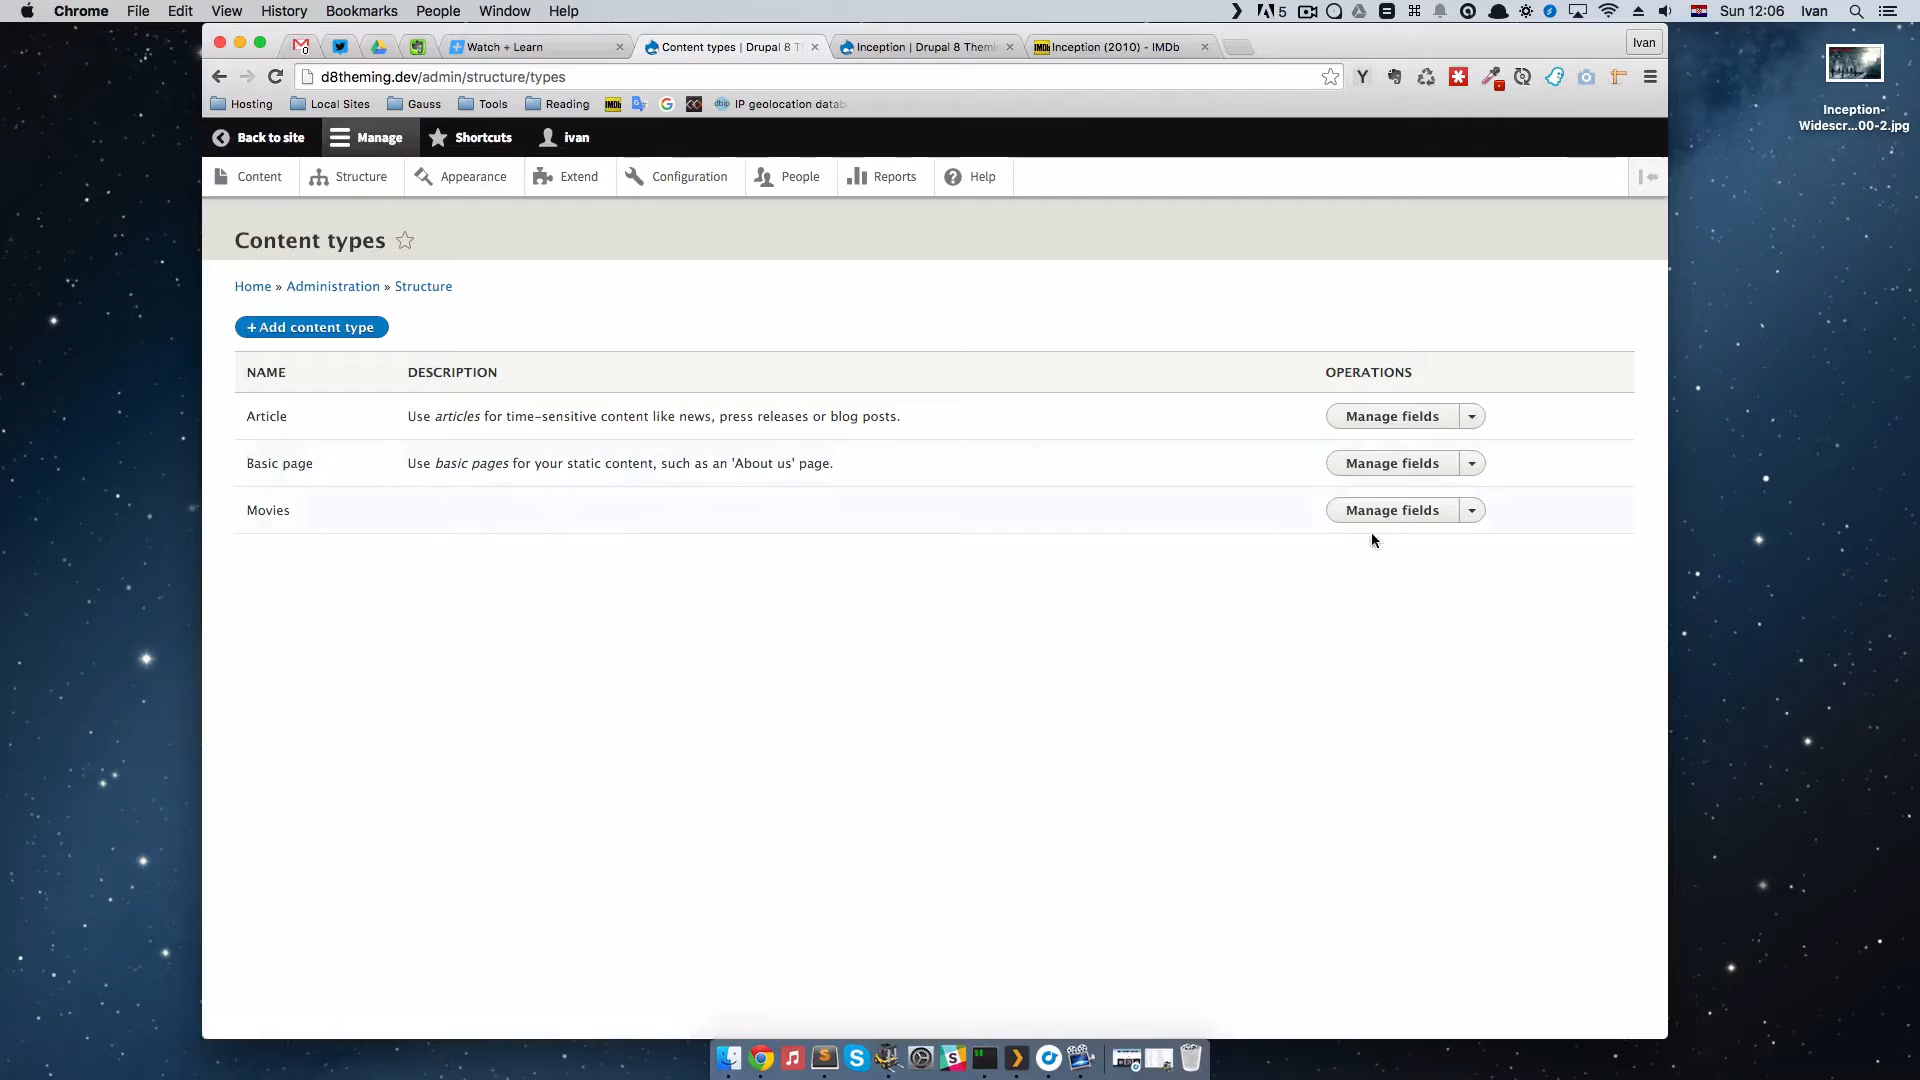 Chrome File Edit View History Bookmarks People Window Help
5 Sun 12:06 Ivan
Watch + Learn
Content types | Drupal 8 T
Inception | Drupal 8 Themi
IMDb Inception (2010) - IMDb
Ivan
d8theming.dev/admin/structure/types
Hosting Local Sites Gauss Tools Reading IMDb dbip IP geolocation datab
Back to site Manage Shortcuts ivan
Content Structure Appearance Extend Configuration People Reports Help
Content types
Home » Administration » Structure
+ Add content type
NAME DESCRIPTION OPERATIONS
Article Use articles for time-sensitive content like news, press releases or blog posts. Manage fields
Basic page Use basic pages for your static content, such as an 'About us' page. Manage fields
Movies Manage fields
Inception-
Widescr...00-2.jpg